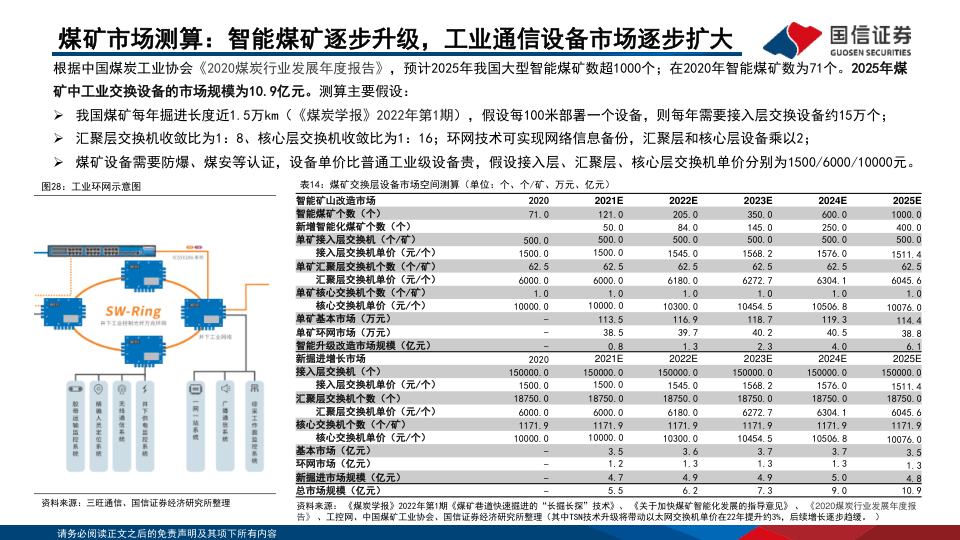 煤矿市场测算：智能煤矿逐步升级，工业通信设备市场逐步扩大
国信证券
GUOSEN SECURITIES
根据中国煤炭工业协会《2020煤炭行业发展年度报告》，预计2025年我国大型智能煤矿数超1000个；在2020年智能煤矿数为71个。2025年煤
矿中工业交换设备的市场规模为10.9亿元。测算主要假设：
➢ 我国煤矿每年掘进长度近1.5万km（《煤炭学报》2022年第1期），假设每100米部署一个设备，则每年需要接入层交换设备约15万个；
➢ 汇聚层交换机收敛比为1：8、核心层交换机收敛比为1：16；环网技术可实现网络信息备份，汇聚层和核心层设备乘以2；
➢ 煤矿设备需要防爆、煤安等认证，设备单价比普通工业级设备贵，假设接入层、汇聚层、核心层交换机单价分别为1500/6000/10000元。
图28：工业环网示意图
SW-Ring
井下工业控制光纤万兆环网
井下工业网络
胶带运输监控系统
精确人员定位系统
无线通信系统
井下供电监控系统
一网一站系统
广播通信系统
综采工作面监控系统
资料来源：三旺通信、国信证券经济研究所整理
表14：煤矿交换层设备市场空间测算（单位：个、个/矿、万元、亿元）
智能矿山改造市场 2020 2021E 2022E 2023E 2024E 2025E
智能煤矿个数（个） 71.0 121.0 205.0 350.0 600.0 1000.0
新增智能化煤矿个数（个） 50.0 84.0 145.0 250.0 400.0
单矿接入层交换机（个/矿） 500.0 500.0 500.0 500.0 500.0 500.0
接入层交换机单价（元/个） 1500.0 1500.0 1545.0 1568.2 1576.0 1511.4
单矿汇聚层交换机个数（个/矿） 62.5 62.5 62.5 62.5 62.5 62.5
汇聚层交换机单价（元/个） 6000.0 6000.0 6180.0 6272.7 6304.1 6045.6
单矿核心交换机个数（个/矿） 1.0 1.0 1.0 1.0 1.0 1.0
核心交换机单价（元/个） 10000.0 10000.0 10300.0 10454.5 10506.8 10076.0
单矿基本市场（万元） – 113.5 116.9 118.7 119.3 114.4
单矿环网市场（万元） 38.5 39.7 40.2 40.5 38.8
智能升级改造市场规模（亿元） – 0.8 1.3 2.3 4.0 6.1
新掘进增长市场 2020 2021E 2022E 2023E 2024E 2025E
接入层交换机（个） 150000.0 150000.0 150000.0 150000.0 150000.0 150000.0
接入层交换机单价（元/个） 1500.0 1500.0 1545.0 1568.2 1576.0 1511.4
汇聚层交换机个数（个） 18750.0 18750.0 18750.0 18750.0 18750.0 18750.0
汇聚层交换机单价（元/个） 6000.0 6000.0 6180.0 6272.7 6304.1 6045.6
核心交换机个数（个/矿） 1171.9 1171.9 1171.9 1171.9 1171.9 1171.9
核心交换机单价（元/个） 10000.0 10000.0 10300.0 10454.5 10506.8 10076.0
基本市场（亿元） – 3.5 3.6 3.7 3.7 3.5
环网市场（亿元） – 1.2 1.3 1.3 1.3 1.3
新掘进市场规模（亿元） – 4.7 4.9 4.9 5.0 4.8
总市场规模（亿元） – 5.5 6.2 7.3 9.0 10.9
资料来源：《煤炭学报》2022年第1期《煤矿巷道快速掘进的“长掘长探”技术》、《关于加快煤矿智能化发展的指导意见》、《2020煤炭行业发展年度报
告》、工控网、中国煤矿工业协会、国信证券经济研究所整理（其中TSN技术升级将带动以太网交换机单价在22年提升约3%，后续增长逐步趋缓。）
请务必阅读正文之后的免责声明及其项下所有内容